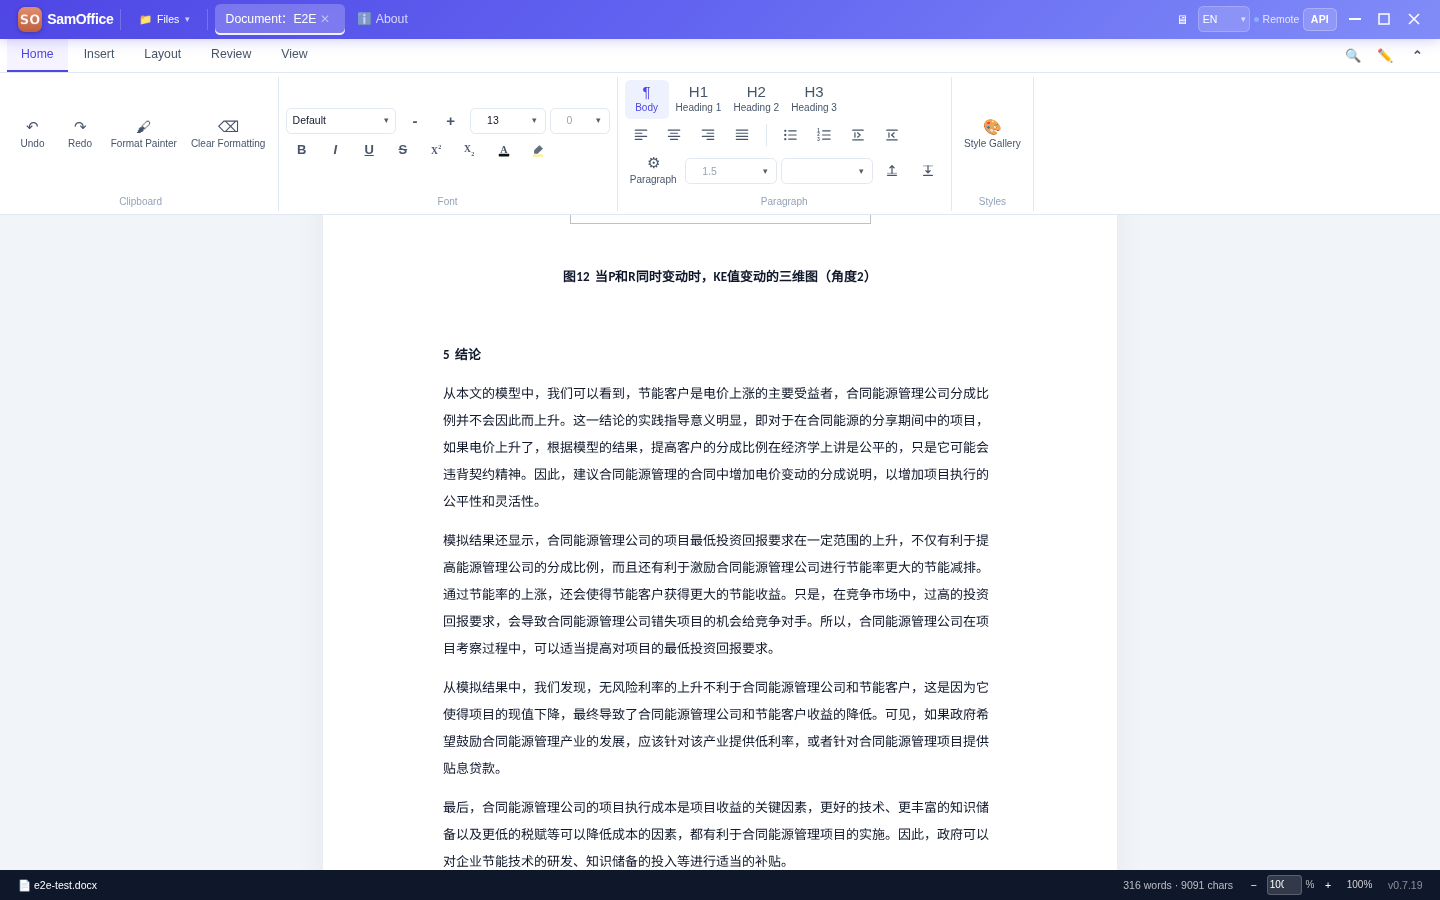 SO SamOffice 📁 Files ▾ Document：E2E ✕ ℹ️ About EN ▾ Remote API
Home Insert Layout Review View
Undo Redo Format Painter Clear Formatting
Clipboard
Default ▾ - + 13 ▾ 0 ▾
B I U S X² X₂ A
Font
¶ H1 H2 H3
Body Heading 1 Heading 2 Heading 3
Paragraph 1.5 ▾ ▾
Paragraph
Style Gallery
Styles
图12 当P和R同时变动时，KE值变动的三维图（角度2）
5 结论
从本文的模型中，我们可以看到，节能客户是电价上涨的主要受益者，合同能源管理公司分成比
例并不会因此而上升。这一结论的实践指导意义明显，即对于在合同能源的分享期间中的项目，
如果电价上升了，根据模型的结果，提高客户的分成比例在经济学上讲是公平的，只是它可能会
违背契约精神。因此，建议合同能源管理的合同中增加电价变动的分成说明，以增加项目执行的
公平性和灵活性。
模拟结果还显示，合同能源管理公司的项目最低投资回报要求在一定范围的上升，不仅有利于提
高能源管理公司的分成比例，而且还有利于激励合同能源管理公司进行节能率更大的节能减排。
通过节能率的上涨，还会使得节能客户获得更大的节能收益。只是，在竞争市场中，过高的投资
回报要求，会导致合同能源管理公司错失项目的机会给竞争对手。所以，合同能源管理公司在项
目考察过程中，可以适当提高对项目的最低投资回报要求。
从模拟结果中，我们发现，无风险利率的上升不利于合同能源管理公司和节能客户，这是因为它
使得项目的现值下降，最终导致了合同能源管理公司和节能客户收益的降低。可见，如果政府希
望鼓励合同能源管理产业的发展，应该针对该产业提供低利率，或者针对合同能源管理项目提供
贴息贷款。
最后，合同能源管理公司的项目执行成本是项目收益的关键因素，更好的技术、更丰富的知识储
备以及更低的税赋等可以降低成本的因素，都有利于合同能源管理项目的实施。因此，政府可以
对企业节能技术的研发、知识储备的投入等进行适当的补贴。
e2e-test.docx 316 words · 9091 chars − 100 % + 100% v0.7.19